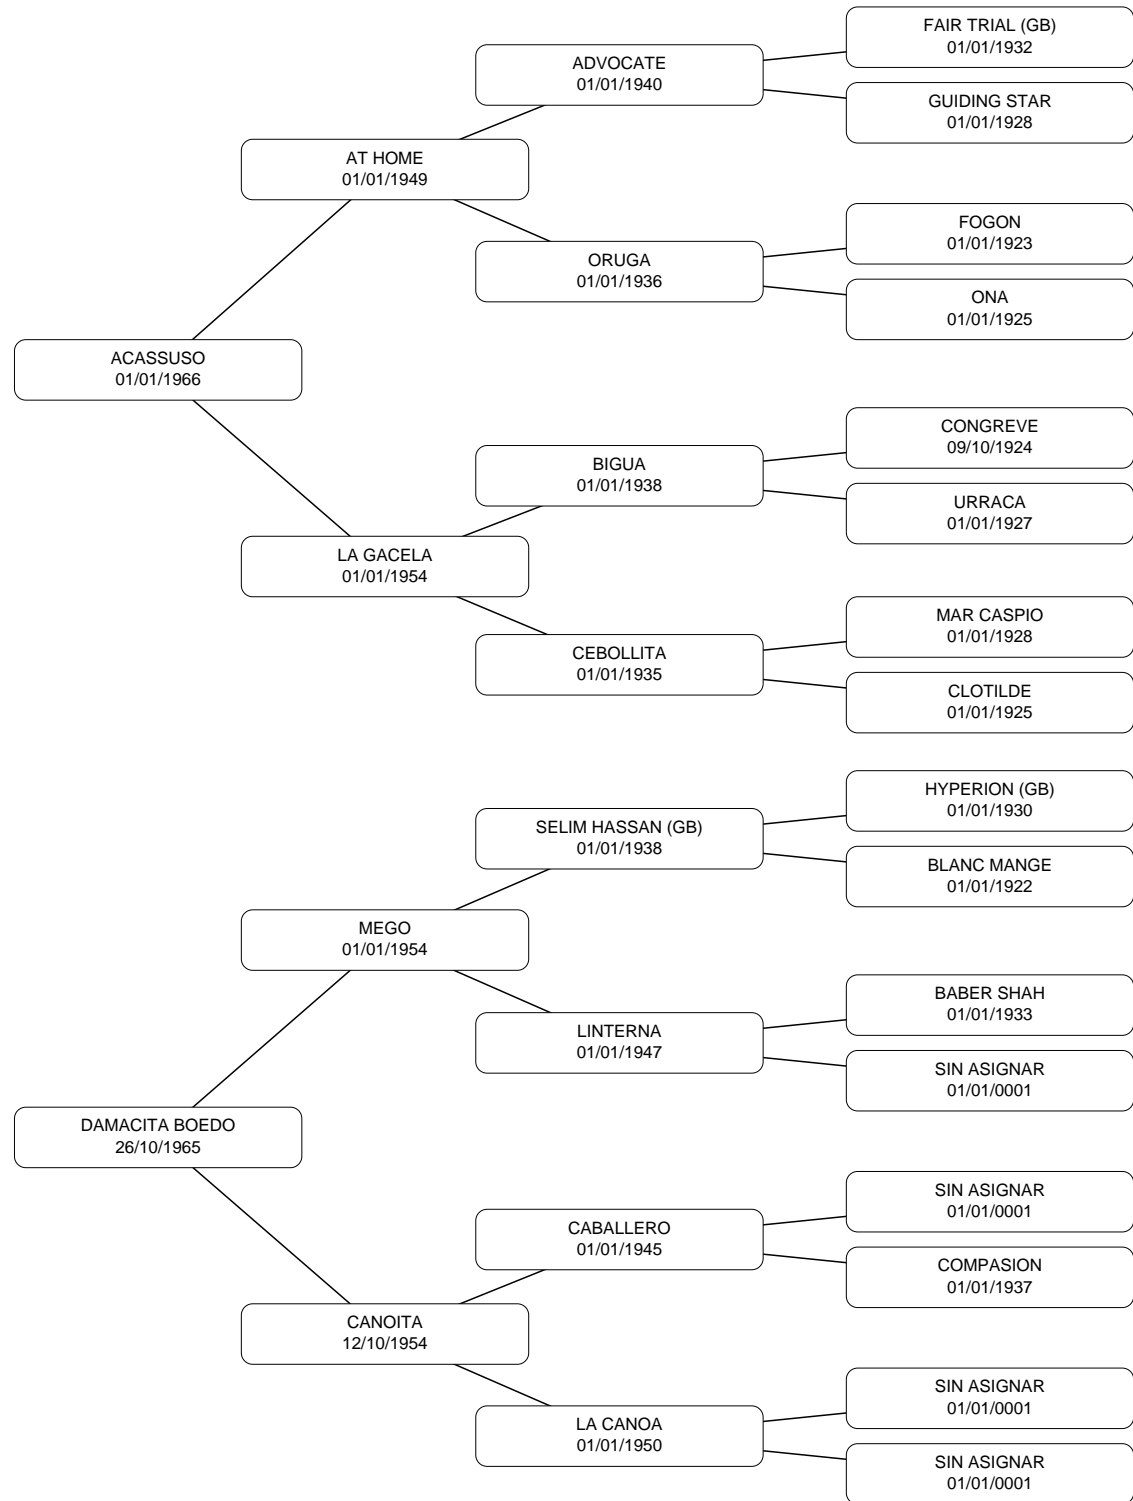 FAIR TRIAL (GB)
01/01/1932
ADVOCATE
01/01/1940
GUIDING STAR
01/01/1928
AT HOME
01/01/1949
FOGON
01/01/1923
ORUGA
01/01/1936
ONA
01/01/1925
ACASSUSO
01/01/1966
CONGREVE
09/10/1924
BIGUA
01/01/1938
URRACA
01/01/1927
LA GACELA
01/01/1954
MAR CASPIO
01/01/1928
CEBOLLITA
01/01/1935
CLOTILDE
01/01/1925
HYPERION (GB)
01/01/1930
SELIM HASSAN (GB)
01/01/1938
BLANC MANGE
01/01/1922
MEGO
01/01/1954
BABER SHAH
01/01/1933
LINTERNA
01/01/1947
SIN ASIGNAR
01/01/0001
DAMACITA BOEDO
26/10/1965
SIN ASIGNAR
01/01/0001
CABALLERO
01/01/1945
COMPASION
01/01/1937
CANOITA
12/10/1954
SIN ASIGNAR
01/01/0001
LA CANOA
01/01/1950
SIN ASIGNAR
01/01/0001